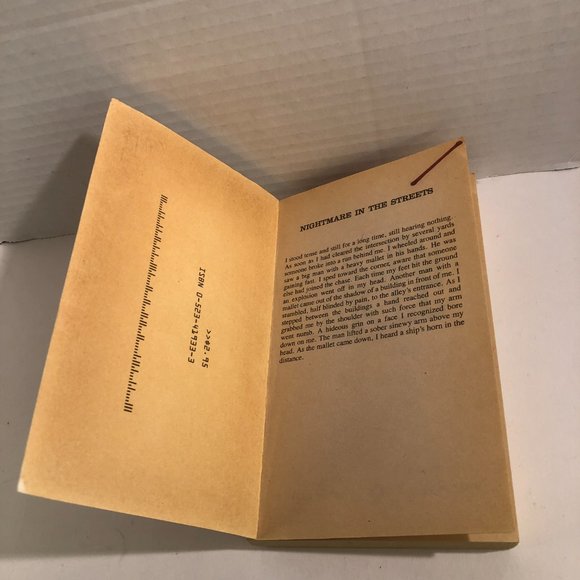 ISBN 0-523-41933-3
>>>$2.95
NIGHTMARE IN THE STREETS
I stood tense and still for a long time, still hearing nothing.
As soon as I had cleared the intersection by several yards
someone broke into a run behind me. I wheeled around and
saw a big man with a heavy mallet in his hands. He was
gaining fast. I sped toward the corner, aware that someone
else had joined the chase. Each time my feet hit the ground
an explosion went off in my head. Another man with a
mallet came out of the shadow of a building in front of me. I
stumbled, half blinded by pain, to the alley's entrance. As I
stepped between the buildings a hand reached out and
grabbed me by the shoulder with such force that my arm
went numb. A hideous grin on a face I recognized bore
down on me. The man lifted a sober sinewy arm above my
head. As the mallet came down, I heard a ship's horn in the
distance.